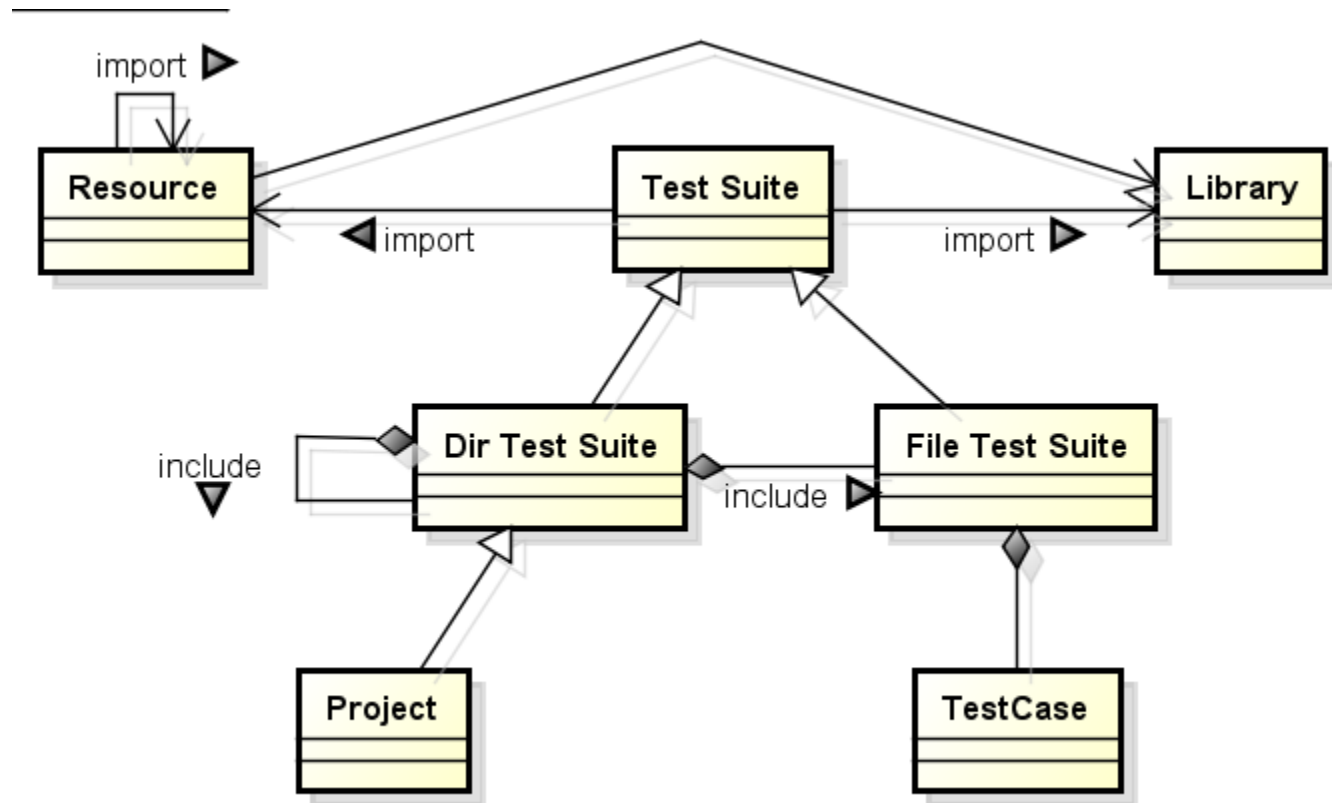 import
Resource
Test Suite
Library
import
import
Dir Test Suite
File Test Suite
include
include
Project
TestCase